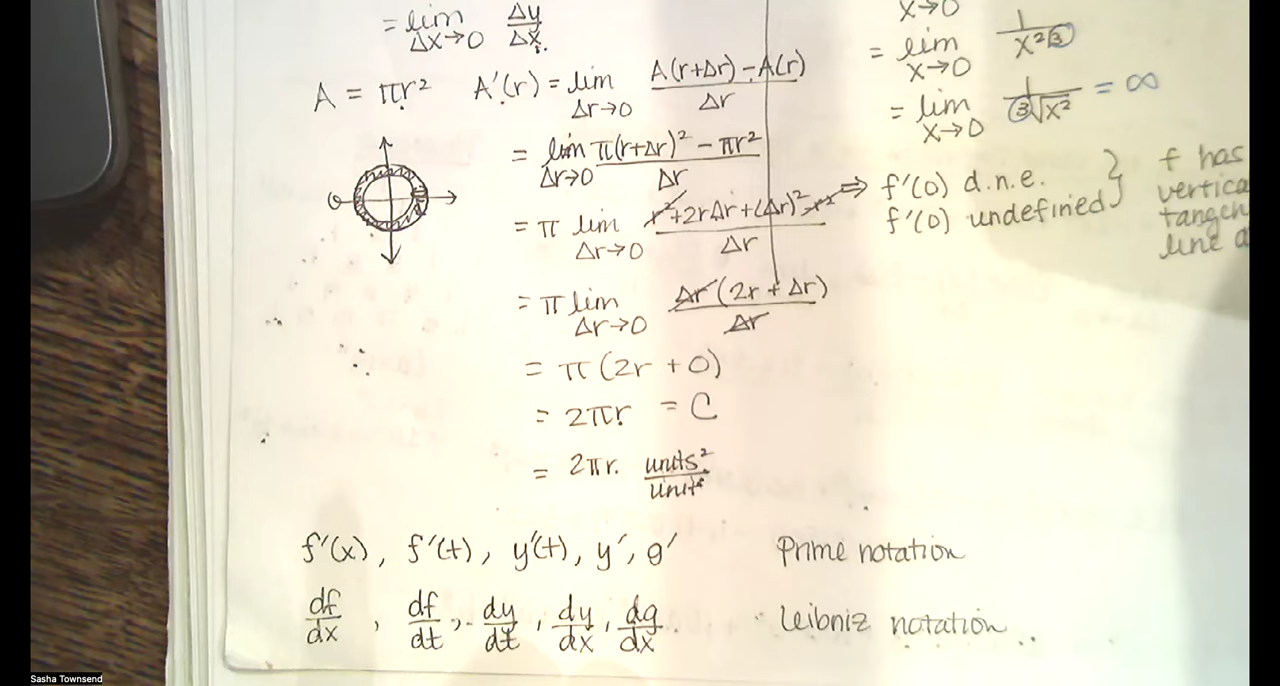 = lim Δx→0 Δy/Δx.
A = πr² A'(r) = lim Δr→0 A(r+Δr) - A(r) / Δr
= lim Δr→0 π(r+Δr)² - πr² / Δr
= π lim Δr→0 r²+2rΔr+(Δr)²-r² / Δr
= π lim Δr→0 Δr(2r+Δr) / Δr
= π(2r + 0)
= 2πr = C
= 2πr. units² / unit
x→0
= lim x→0 1/x^(2/3)
= lim x→0 1/∛x² = ∞
⇒ f'(0) d.n.e.
f'(0) undefined
} f has
line a
f'(x), f'(t), y'(t), y', g' Prime notation
df/dx, df/dt, dy/dt, dy/dx, dg/dx Leibniz notation..
Sasha Townsend